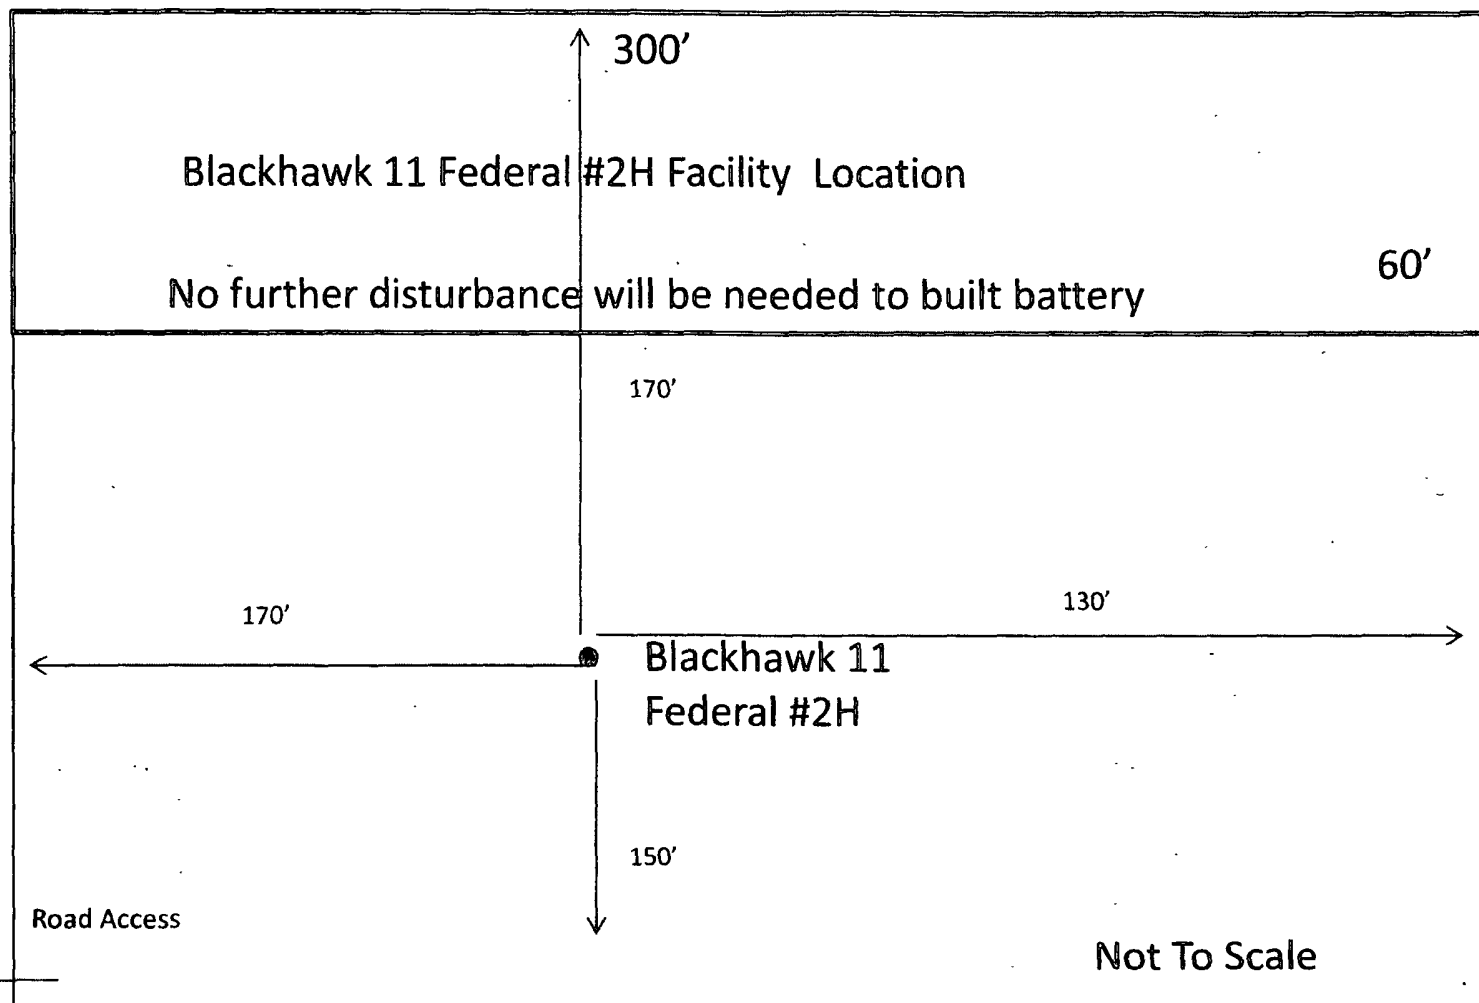 300’
Blackhawk 11 Federal #2H Facility Location
60’
No further disturbance will be needed to built battery
170’
170’
130’
Blackhawk 11
Federal #2H
150’
Road Access
Not To Scale